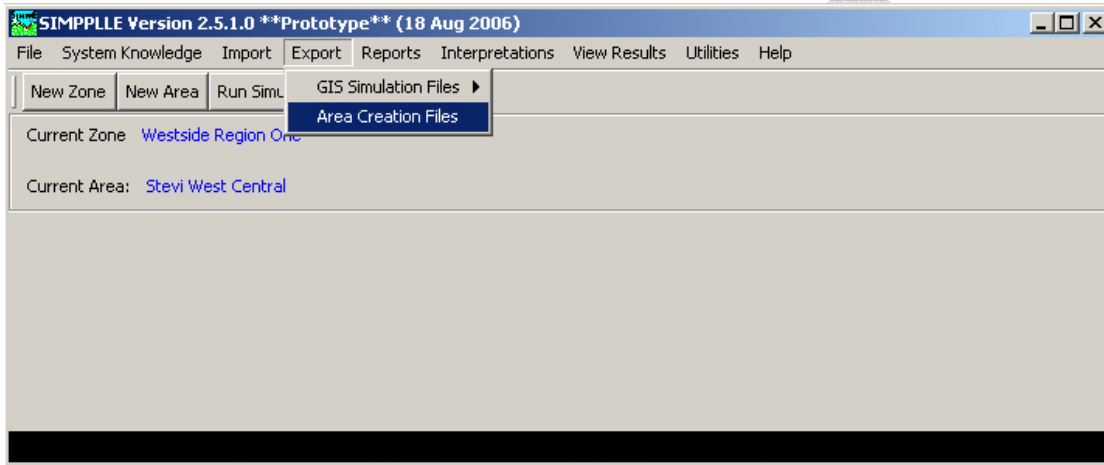 SIMPPLLE Version 2.5.1.0 **Prototype** (18 Aug 2006)
File System Knowledge Import Export Reports Interpretations View Results Utilities Help
New Zone New Area Run Simu
GIS Simulation Files
Area Creation Files
Current Zone Westside Region One
Current Area: Stevi West Central